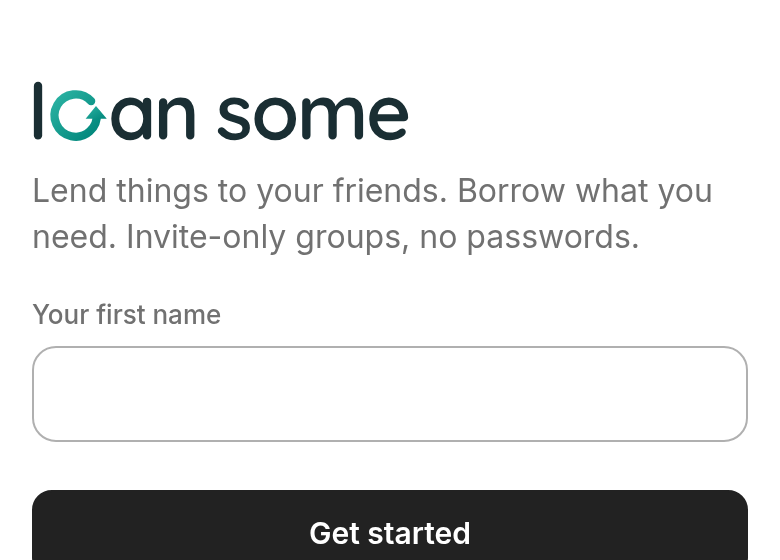 loan some
Lend things to your friends. Borrow what you
need. Invite-only groups, no passwords.
Your first name
Get started